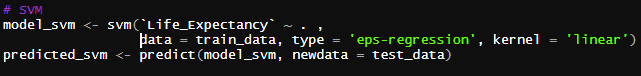 # SVM
model_svm <- svm(`Life_Expectancy` ~ . ,
data = train_data, type = 'eps-regression', kernel = 'linear')
predicted_svm <- predict(model_svm, newdata = test_data)